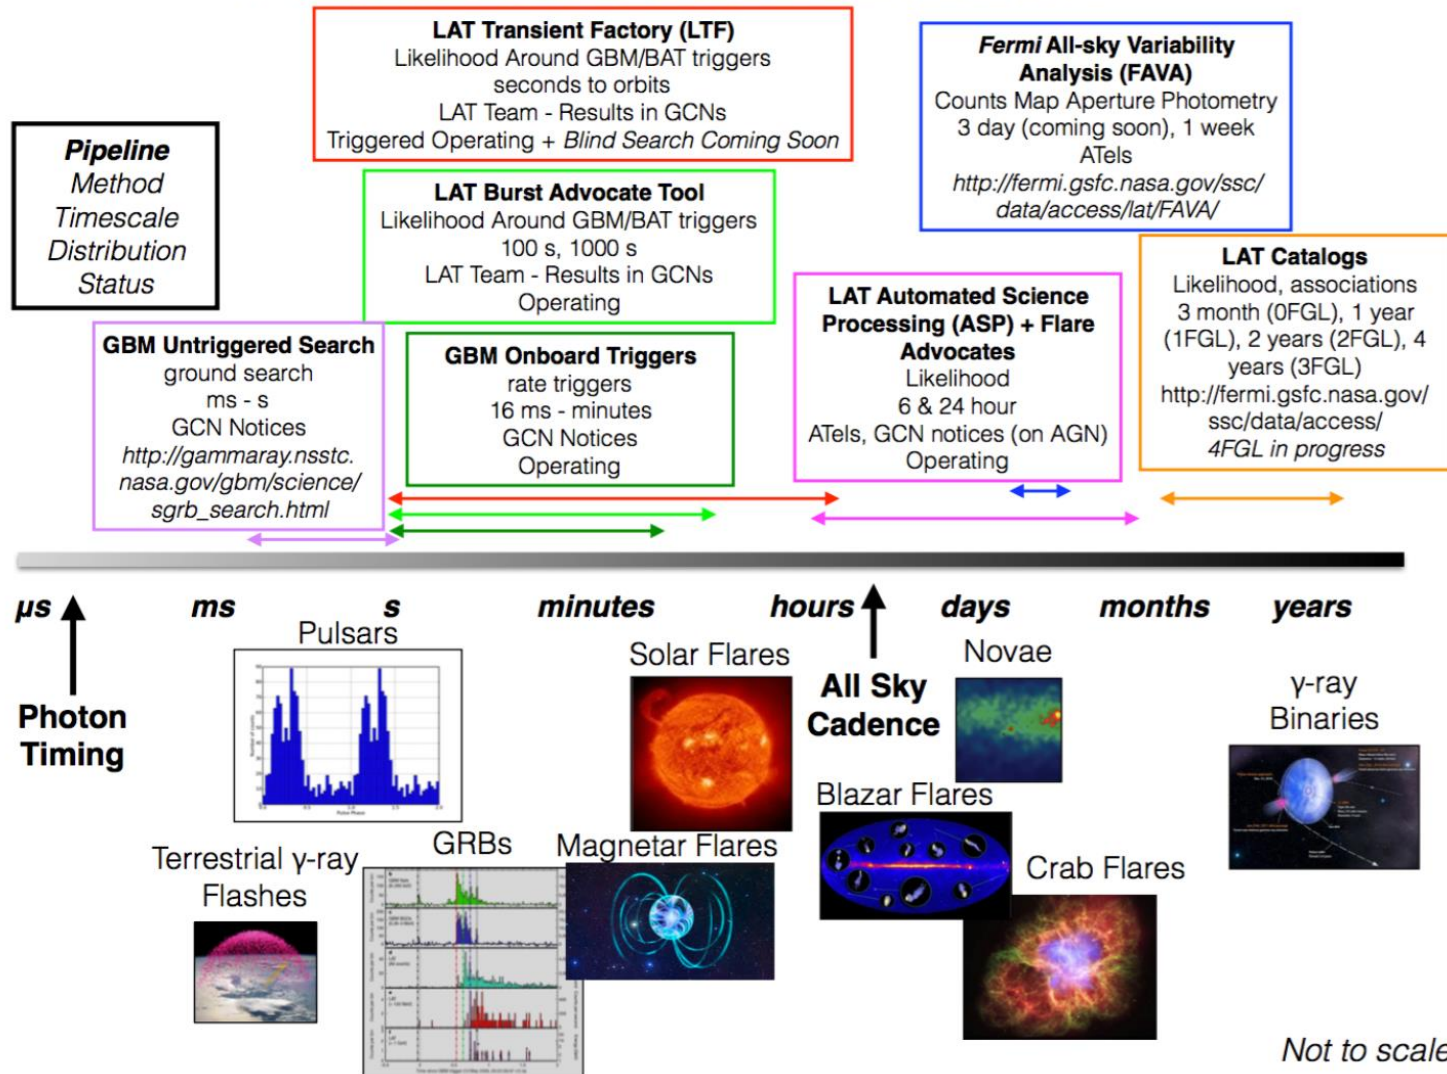 LAT Transient Factory (LTF)
Likelihood Around GBM/BAT triggers
seconds to orbits
LAT Team - Results in GCNs
Triggered Operating + Blind Search Coming Soon
Fermi All-sky Variability
Analysis (FAVA)
Counts Map Aperture Photometry
3 day (coming soon), 1 week
ATels
http://fermi.gsfc.nasa.gov/ssc/
data/access/lat/FAVA/
Pipeline
Method
Timescale
Distribution
Status
LAT Burst Advocate Tool
Likelihood Around GBM/BAT triggers
100 s, 1000 s
LAT Team - Results in GCNs
Operating
LAT Catalogs
Likelihood, associations
3 month (0FGL), 1 year
(1FGL), 2 years (2FGL), 4
years (3FGL)
http://fermi.gsfc.nasa.gov/
ssc/data/access/
4FGL in progress
LAT Automated Science
Processing (ASP) + Flare
Advocates
Likelihood
6 & 24 hour
ATels, GCN notices (on AGN)
Operating
GBM Untriggered Search
ground search
ms - s
GCN Notices
http://gammaray.nsstc.
nasa.gov/gbm/science/
sgrb_search.html
GBM Onboard Triggers
rate triggers
16 ms - minutes
GCN Notices
Operating
µs ms s minutes hours days months years
Photon
Timing
Pulsars
Solar Flares
All Sky
Cadence
Novae
γ-ray
Binaries
Terrestrial γ-ray
Flashes
GRBs
Magnetar Flares
Blazar Flares
Crab Flares
Not to scale